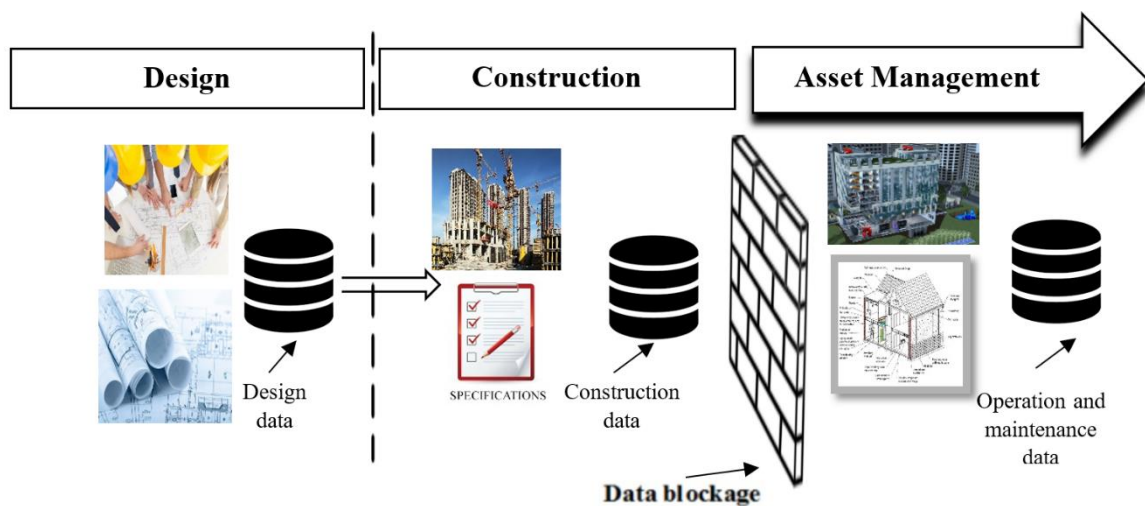 Design
Construction
Asset Management
SPECIFICATIONS
Design
data
Construction
data
Operation and
maintenance
data
Data blockage